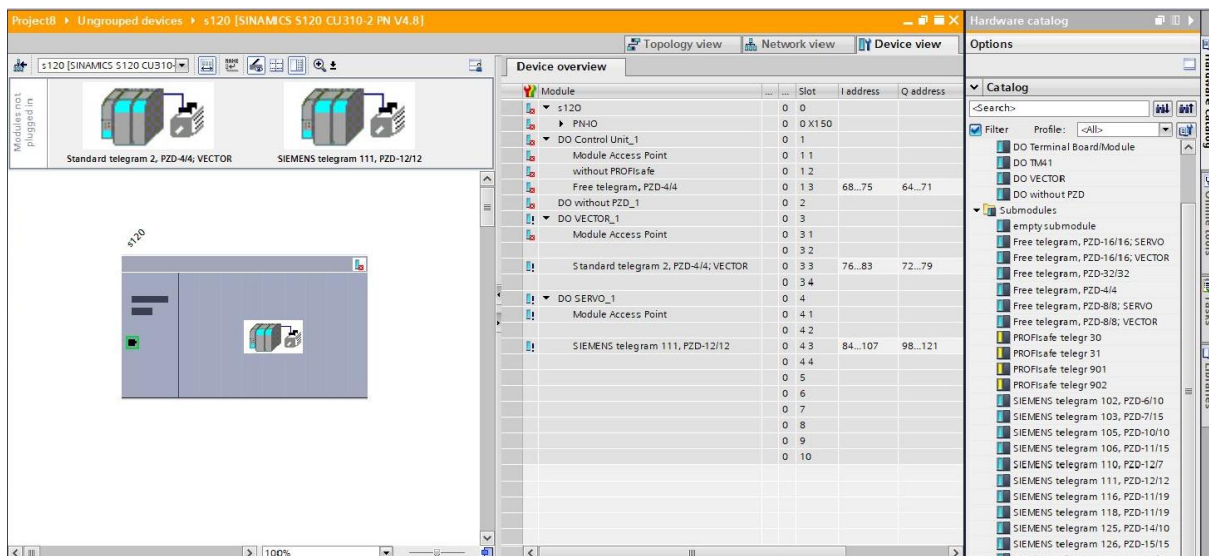 Project8 ▸ Ungrouped devices ▸ s120 [SINAMICS S120 CU310-2 PN V4.8]
Topology view Network view Device view
s120 [SINAMICS S120 CU310-
Modules not
plugged in
Standard telegram 2, PZD-4/4; VECTOR
SIEMENS telegram 111, PZD-12/12
s120
100%
Device overview
Module ... ... Slot I address Q address
s120 0 0
PN-IO 0 0 X150
DO Control Unit_1 0 1
Module Access Point 0 1 1
without PROFIsafe 0 1 2
Free telegram, PZD-4/4 0 1 3 68...75 64...71
DO without PZD_1 0 2
DO VECTOR_1 0 3
Module Access Point 0 3 1
0 3 2
Standard telegram 2, PZD-4/4; VECTOR 0 3 3 76...83 72...79
0 3 4
DO SERVO_1 0 4
Module Access Point 0 4 1
0 4 2
SIEMENS telegram 111, PZD-12/12 0 4 3 84...107 98...121
0 4 4
0 5
0 6
0 7
0 8
0 9
0 10
Hardware catalog
Options
Catalog
<Search>
Filter Profile: <All>
DO Terminal Board/Module
DO TM41
DO VECTOR
DO without PZD
Submodules
empty submodule
Free telegram, PZD-16/16; SERVO
Free telegram, PZD-16/16; VECTOR
Free telegram, PZD-32/32
Free telegram, PZD-4/4
Free telegram, PZD-8/8; SERVO
Free telegram, PZD-8/8; VECTOR
PROFIsafe telegr 30
PROFIsafe telegr 31
PROFIsafe telegr 901
PROFIsafe telegr 902
SIEMENS telegram 102, PZD-6/10
SIEMENS telegram 103, PZD-7/15
SIEMENS telegram 105, PZD-10/10
SIEMENS telegram 106, PZD-11/15
SIEMENS telegram 110, PZD-12/7
SIEMENS telegram 111, PZD-12/12
SIEMENS telegram 116, PZD-11/19
SIEMENS telegram 118, PZD-11/19
SIEMENS telegram 125, PZD-14/10
SIEMENS telegram 126, PZD-15/15
Hardware catalog
Online tools
Tasks
Libraries